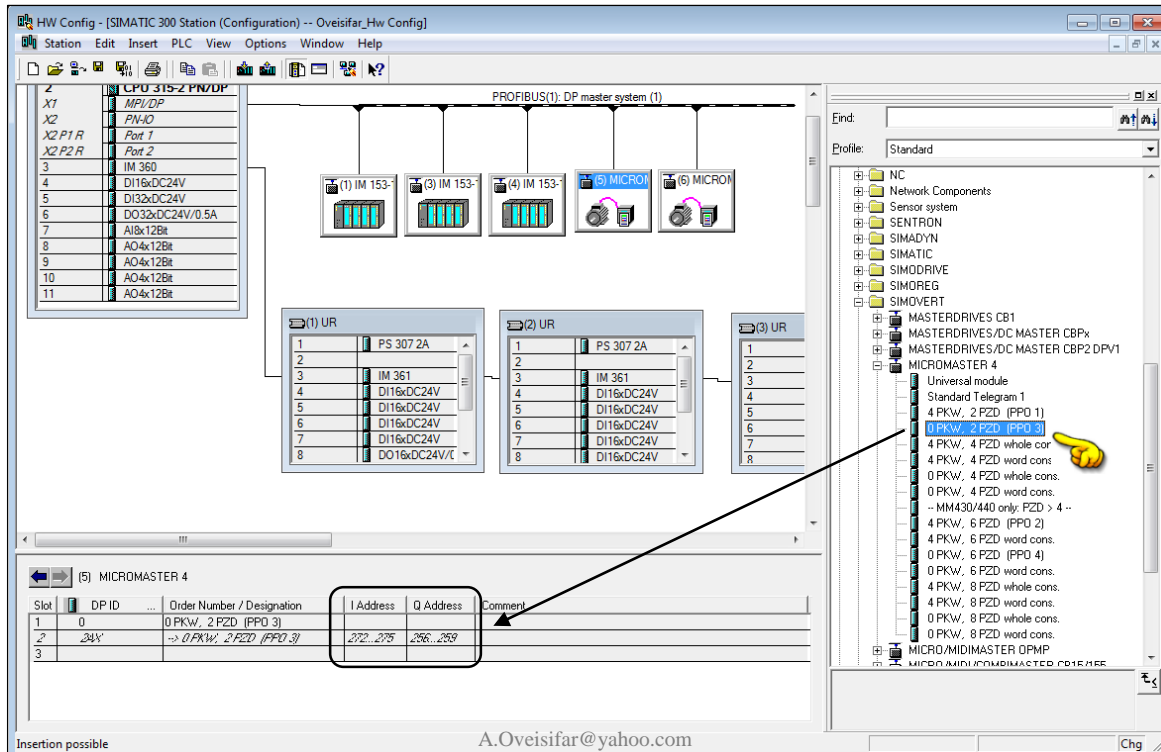 HW Config - [SIMATIC 300 Station (Configuration) -- Oveisifar_Hw Config]
Station Edit Insert PLC View Options Window Help
2 CPU 315-2 PN/DP
X1 MPI/DP
X2 PN-IO
X2 P1 R Port 1
X2 P2 R Port 2
3 IM 360
4 DI16xDC24V
5 DI32xDC24V
6 DO32xDC24V/0.5A
7 AI8x12Bit
8 AO4x12Bit
9 AO4x12Bit
10 AO4x12Bit
11 AO4x12Bit
PROFIBUS(1): DP master system (1)
(1) IM 153-
(3) IM 153-
(4) IM 153-
(5) MICROM
(6) MICROM
(1) UR
1 PS 307 2A
2
3 IM 361
4 DI16xDC24V
5 DI16xDC24V
6 DI16xDC24V
7 DI16xDC24V
8 DO16xDC24V/
(2) UR
1 PS 307 2A
2
3 IM 361
4 DI16xDC24V
5 DI16xDC24V
6 DI16xDC24V
7 DI16xDC24V
8 DI16xDC24V
(3) UR
1
2
3
4
5
6
7
8
Find:
Profile: Standard
NC
Network Components
Sensor system
SENTRON
SIMADYN
SIMATIC
SIMODRIVE
SIMOREG
SIMOVERT
MASTERDRIVES CB1
MASTERDRIVES/DC MASTER CBPx
MASTERDRIVES/DC MASTER CBP2 DPV1
MICROMASTER 4
Universal module
Standard Telegram 1
4 PKW, 2 PZD (PPO 1)
0 PKW, 2 PZD (PPO 3)
4 PKW, 4 PZD whole cor
4 PKW, 4 PZD word cons
0 PKW, 4 PZD whole cons.
0 PKW, 4 PZD word cons.
-- MM430/440 only: PZD > 4 --
4 PKW, 6 PZD (PPO 2)
4 PKW, 6 PZD word cons.
0 PKW, 6 PZD (PPO 4)
0 PKW, 6 PZD word cons.
4 PKW, 8 PZD whole cons.
4 PKW, 8 PZD word cons.
0 PKW, 8 PZD whole cons.
0 PKW, 8 PZD word cons.
MICRO/MIDIMASTER OPMP
MICRO/MIDI/COMBIMASTER CB15/155
(5) MICROMASTER 4
Slot DP ID ... Order Number / Designation I Address Q Address Comment
1 0 0 PKW, 2 PZD (PPO 3)
2 24X --> 0 PKW, 2 PZD (PPO 3) 272...275 256...259
3
Insertion possible
A.Oveisifar@yahoo.com
Chg